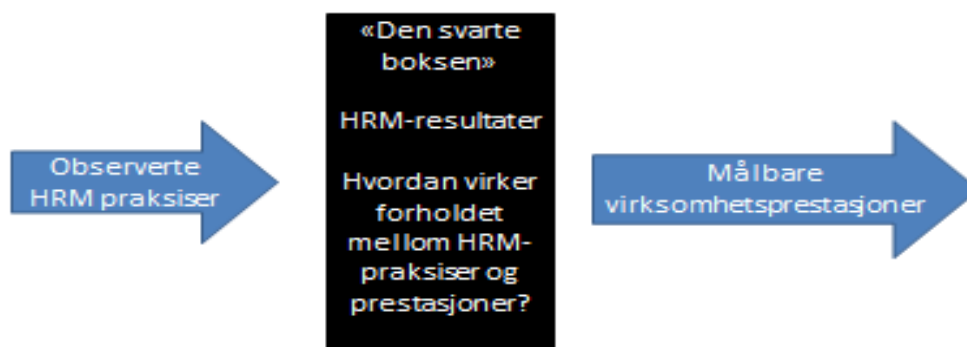 Observerte
HRM praksiser
«Den svarte
boksen»
HRM-resultater
Hvordan virker
forholdet
mellom HRM-
praksiser og
prestasjoner?
Målbare
virksomhetsprestasjoner